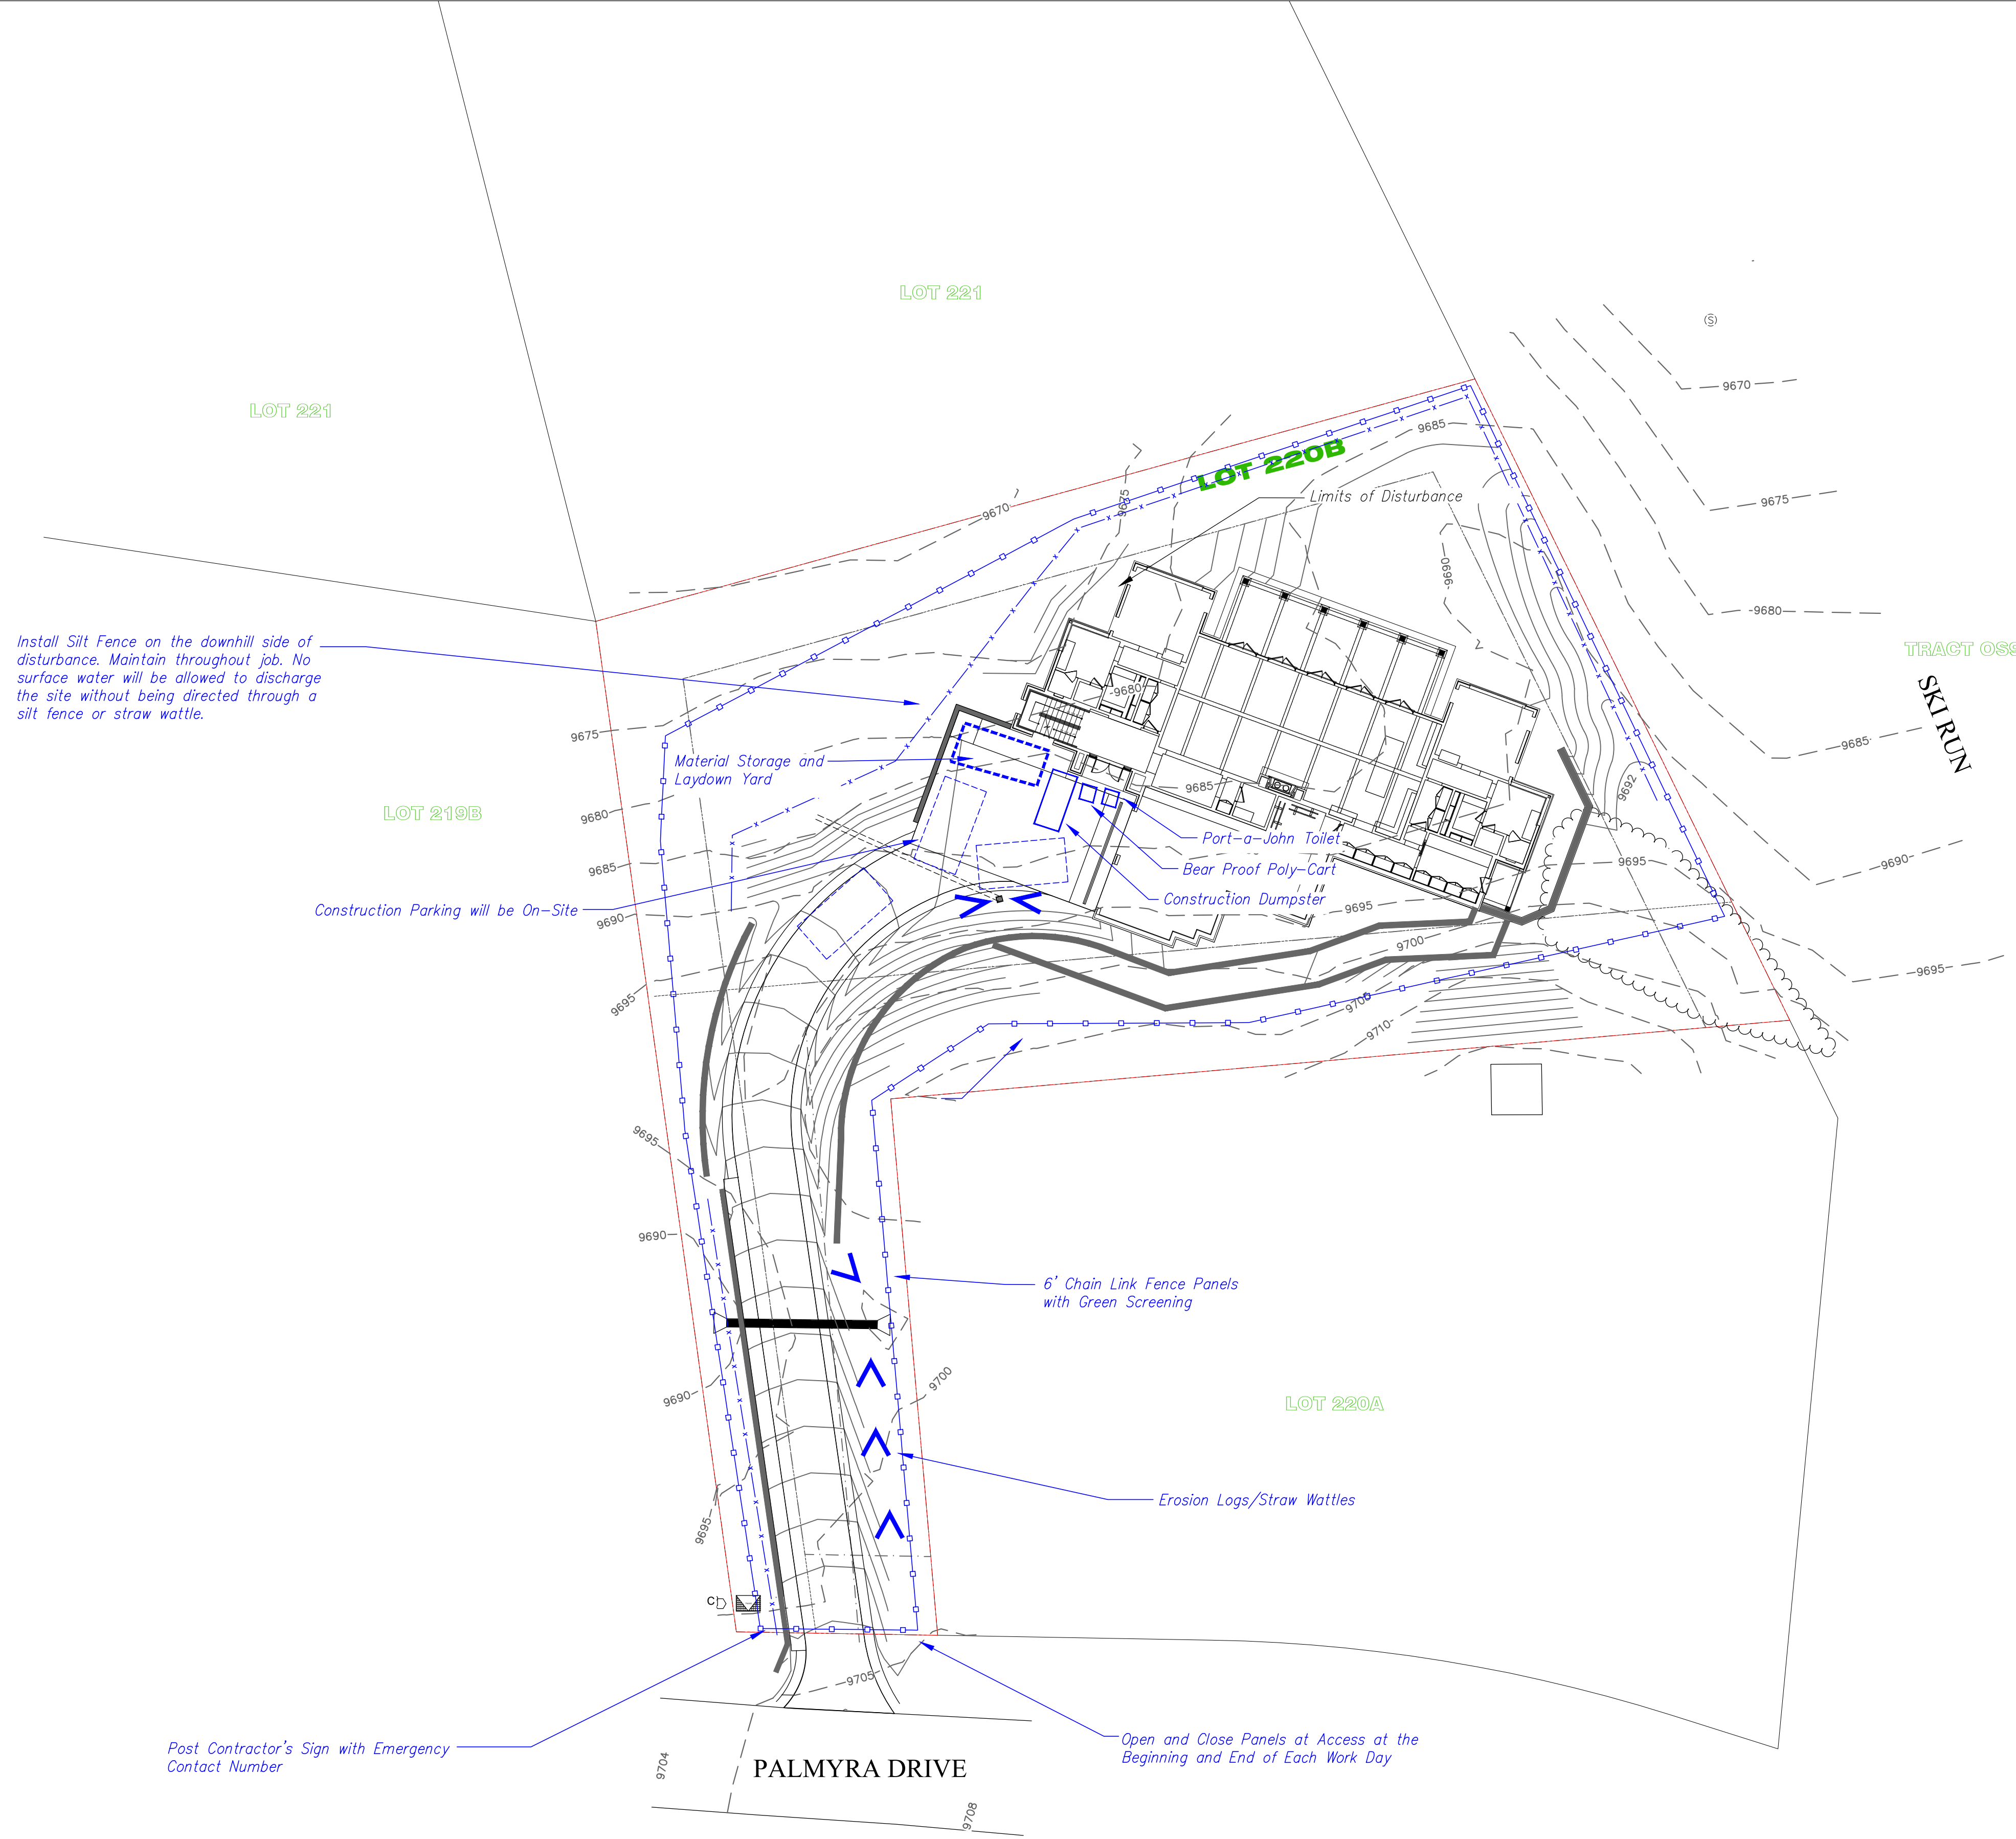 LOT 221
LOT 221
Ⓢ
9670
9685
LOT 220B
9675
Limits of Disturbance
9675
9670
9690
9680
Install Silt Fence on the downhill side of
disturbance. Maintain throughout job. No
surface water will be allowed to discharge
the site without being directed through a
silt fence or straw wattle.
TRACT OSS
SKI RUN
9680
9675
9685
Material Storage and
Laydown Yard
9685
9692
LOT 219B
9680
Port-a-John Toilet
9685
Bear Proof Poly-Cart
9695
9690
Construction Dumpster
Construction Parking will be On-Site
9695
9690
9700
9695
9695
9710
9695
9690
6' Chain Link Fence Panels
with Green Screening
9700
9690
LOT 220A
Erosion Logs/Straw Wattles
9695
9705
Post Contractor's Sign with Emergency
Contact Number
Open and Close Panels at Access at the
Beginning and End of Each Work Day
9704
PALMYRA DRIVE
9708